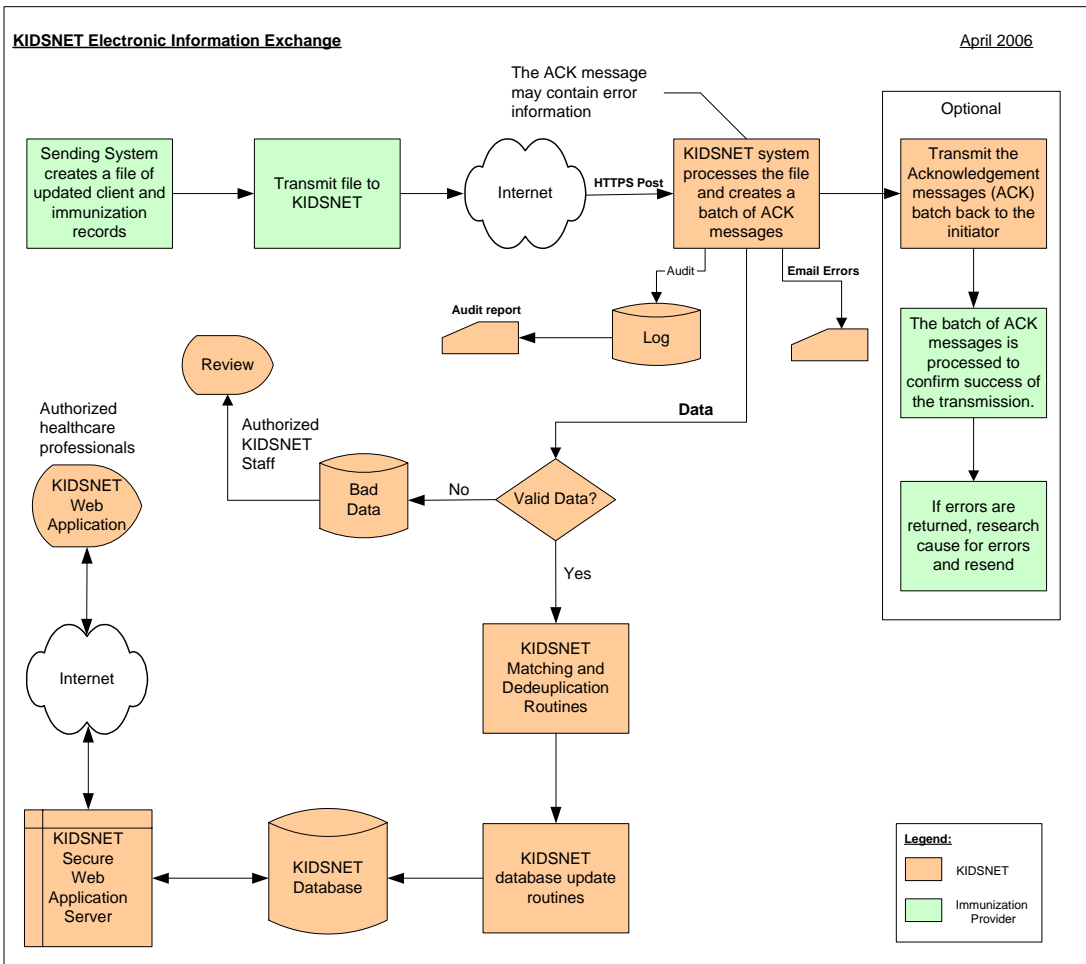 KIDSNET Electronic Information Exchange
April 2006
The ACK message
may contain error
information
Optional
Sending System
creates a file of
updated client and
immunization
records
Transmit file to
KIDSNET
Internet
HTTPS Post
KIDSNET system
processes the file
and creates a
batch of ACK
messages
Transmit the
Acknowledgement
messages (ACK)
batch back to the
initiator
Audit
Email Errors
Audit report
Log
The batch of ACK
messages is
processed to
confirm success of
the transmission.
Review
Data
Authorized
healthcare
professionals
Authorized
KIDSNET
Staff
KIDSNET
Web
Application
Bad
Data
No
Valid Data?
If errors are
returned, research
cause for errors
and resend
Yes
KIDSNET
Matching and
Dedeuplication
Routines
Internet
KIDSNET
Secure
Web
Application
Server
KIDSNET
Database
KIDSNET
database update
routines
Legend:
KIDSNET
Immunization
Provider